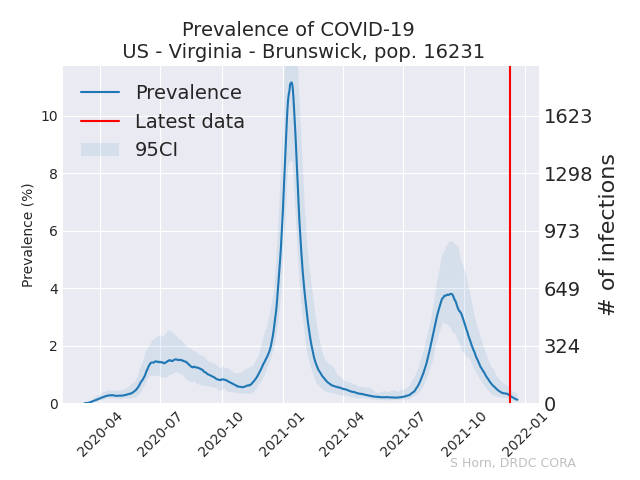 Prevalence of COVID-19
US - Virginia - Brunswick, pop. 16231
Prevalence
Latest data
95CI
Prevalence (%)
10
8
6
4
2
0
1623
1298
973
649
324
0
# of infections
2020-04
2020-07
2020-10
2021-01
2021-04
2021-07
2021-10
2022-01
S Horn, DRDC CORA